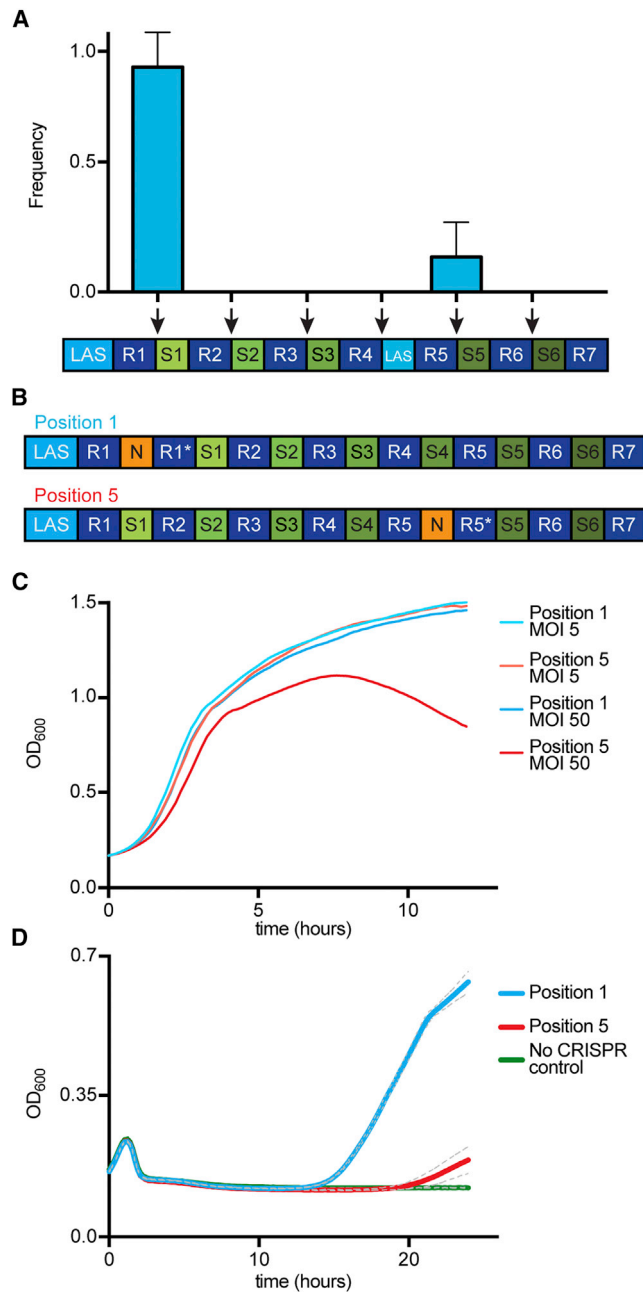 A
1.0
0.5
0.0
Frequency
LAS R1 S1 R2 S2 R3 S3 R4 LAS R5 S5 R6 S6 R7
B
Position 1
LAS R1 N R1* S1 R2 S2 R3 S3 R4 S4 R5 S5 R6 S6 R7
Position 5
LAS R1 S1 R2 S2 R3 S3 R4 S4 R5 N R5* S5 R6 S6 R7
C
1.5
1.0
0.5
0.0
OD600
0 5 10
time (hours)
Position 1
MOI 5
Position 5
MOI 5
Position 1
MOI 50
Position 5
MOI 50
D
0.7
0.35
0.0
OD600
0 10 20
time (hours)
Position 1
Position 5
No CRISPR
control